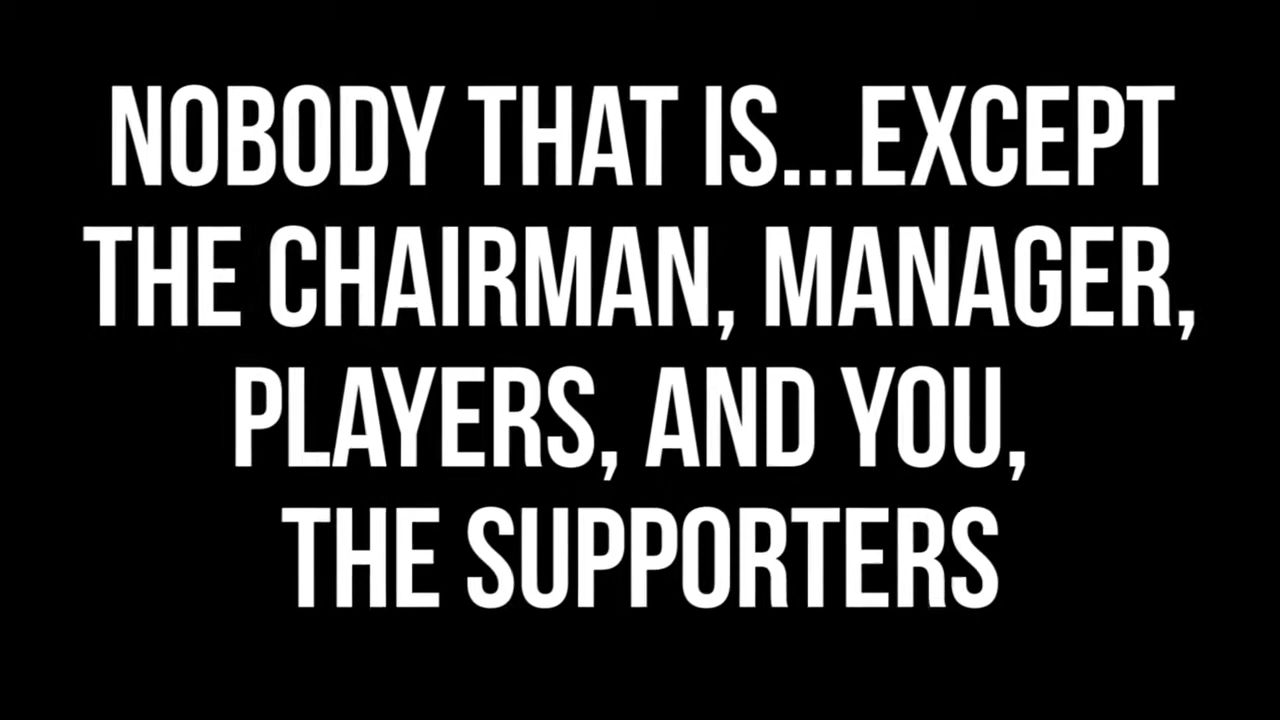 NOBODY THAT IS...EXCEPT
THE CHAIRMAN, MANAGER,
PLAYERS, AND YOU,
THE SUPPORTERS